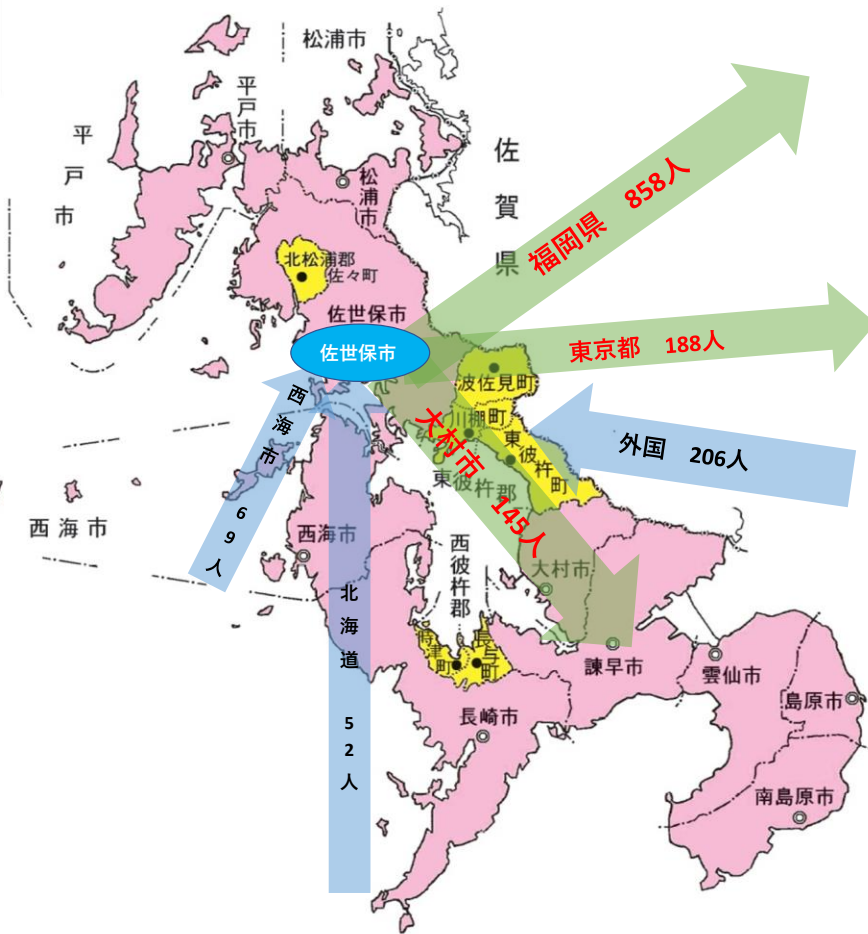 松浦市
平戸市
平戸市
佐賀県
松浦市
福岡県　858人
北松浦郡
佐々町
佐世保市
佐世保市
東京都　188人
波佐見町
西海市　69人
川棚町
大村市　145人
東彼杵町
外国　206人
東彼杵郡
西海市
西海市
西彼杵郡
大村市
北海道　52人
時津町
長与町
諫早市
雲仙市
島原市
長崎市
南島原市